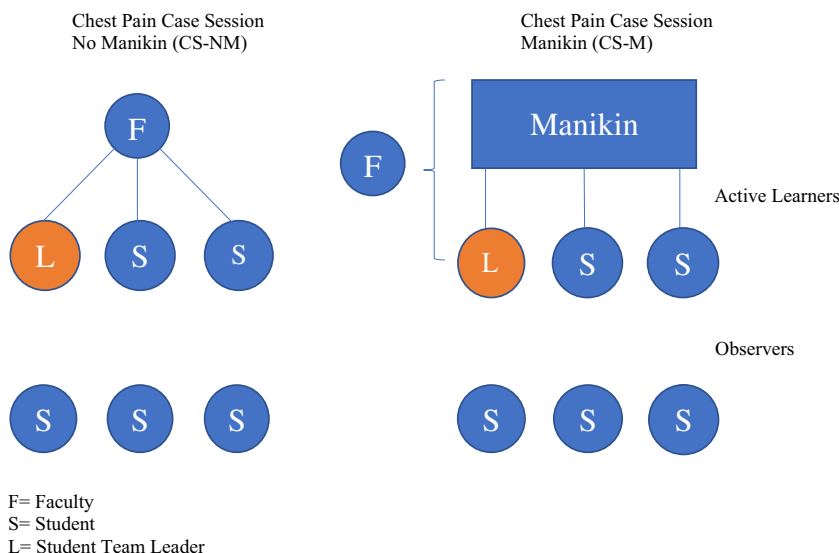 Chest Pain Case Session
No Manikin (CS-NM)
Chest Pain Case Session
Manikin (CS-M)
F
Manikin
F
Active Learners
L
S
S
L
S
S
Observers
S
S
S
S
S
S
F= Faculty
S= Student
L= Student Team Leader